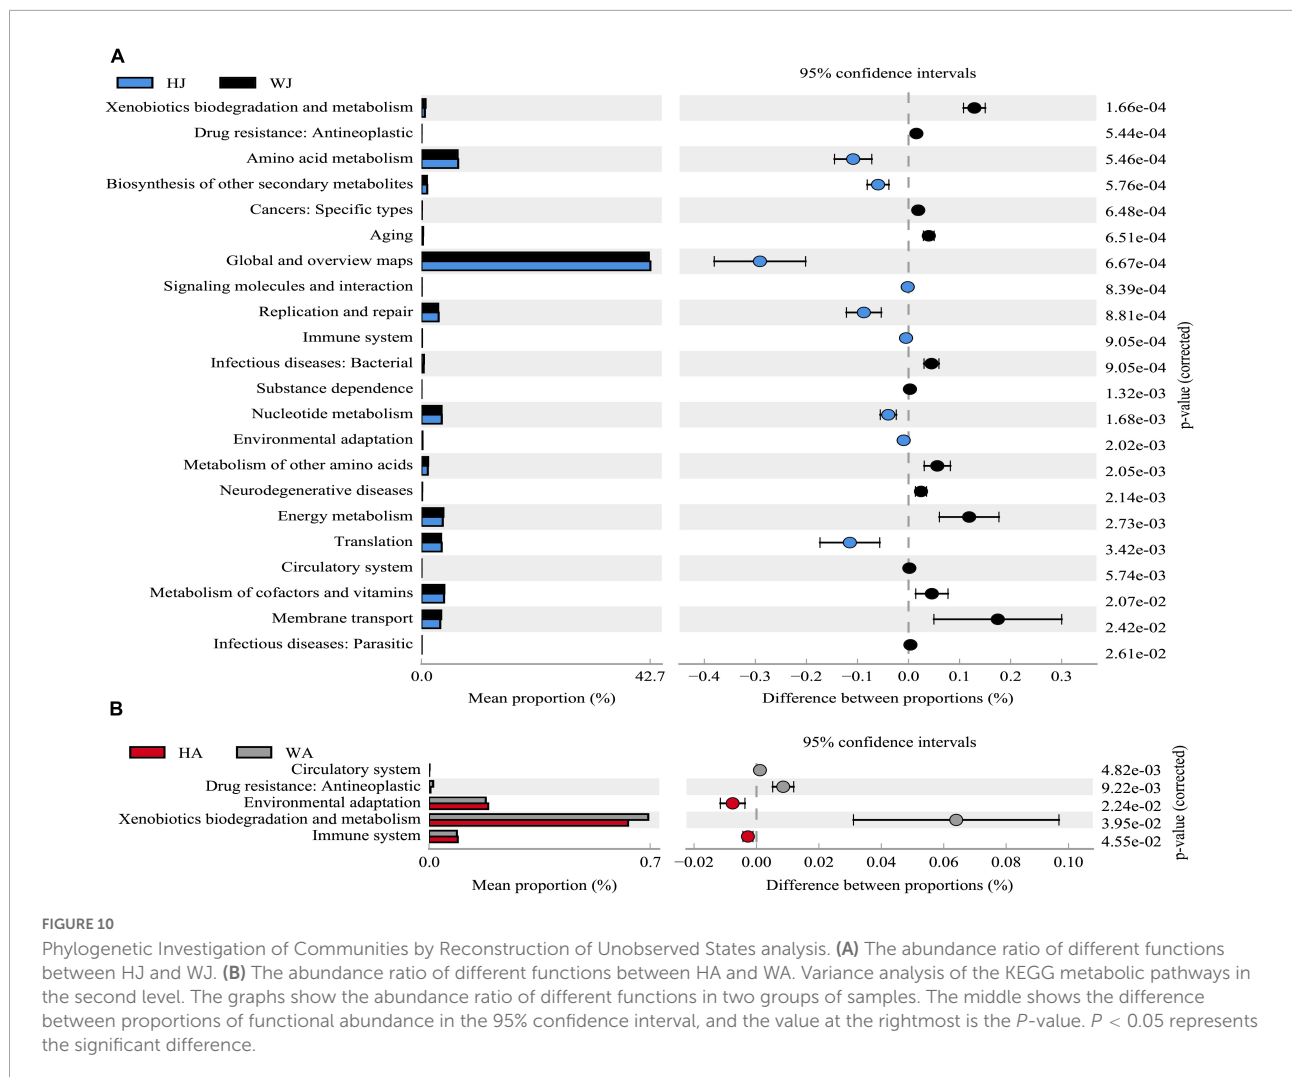 A
HJ WJ
95% confidence intervals
Xenobiotics biodegradation and metabolism 1.66e-04
Drug resistance: Antineoplastic 5.44e-04
Amino acid metabolism 5.46e-04
Biosynthesis of other secondary metabolites 5.76e-04
Cancers: Specific types 6.48e-04
Aging 6.51e-04
Global and overview maps 6.67e-04
Signaling molecules and interaction 8.39e-04
Replication and repair 8.81e-04
Immune system 9.05e-04
Infectious diseases: Bacterial 9.05e-04
Substance dependence 1.32e-03
Nucleotide metabolism 1.68e-03
Environmental adaptation 2.02e-03
Metabolism of other amino acids 2.05e-03
Neurodegenerative diseases 2.14e-03
Energy metabolism 2.73e-03
Translation 3.42e-03
Circulatory system 5.74e-03
Metabolism of cofactors and vitamins 2.07e-02
Membrane transport 2.42e-02
Infectious diseases: Parasitic 2.61e-02
p-value (corrected)
0.0 42.7 −0.4 −0.3 −0.2 −0.1 0.0 0.1 0.2 0.3
Mean proportion (%) Difference between proportions (%)
B
HA WA
95% confidence intervals
Circulatory system 4.82e-03
Drug resistance: Antineoplastic 9.22e-03
Environmental adaptation 2.24e-02
Xenobiotics biodegradation and metabolism 3.95e-02
Immune system 4.55e-02
p-value (corrected)
0.0 0.7 −0.02 0.00 0.02 0.04 0.06 0.08 0.10
Mean proportion (%) Difference between proportions (%)
FIGURE 10
Phylogenetic Investigation of Communities by Reconstruction of Unobserved States analysis. (A) The abundance ratio of different functions
between HJ and WJ. (B) The abundance ratio of different functions between HA and WA. Variance analysis of the KEGG metabolic pathways in
the second level. The graphs show the abundance ratio of different functions in two groups of samples. The middle shows the difference
between proportions of functional abundance in the 95% confidence interval, and the value at the rightmost is the P-value. P < 0.05 represents
the significant difference.